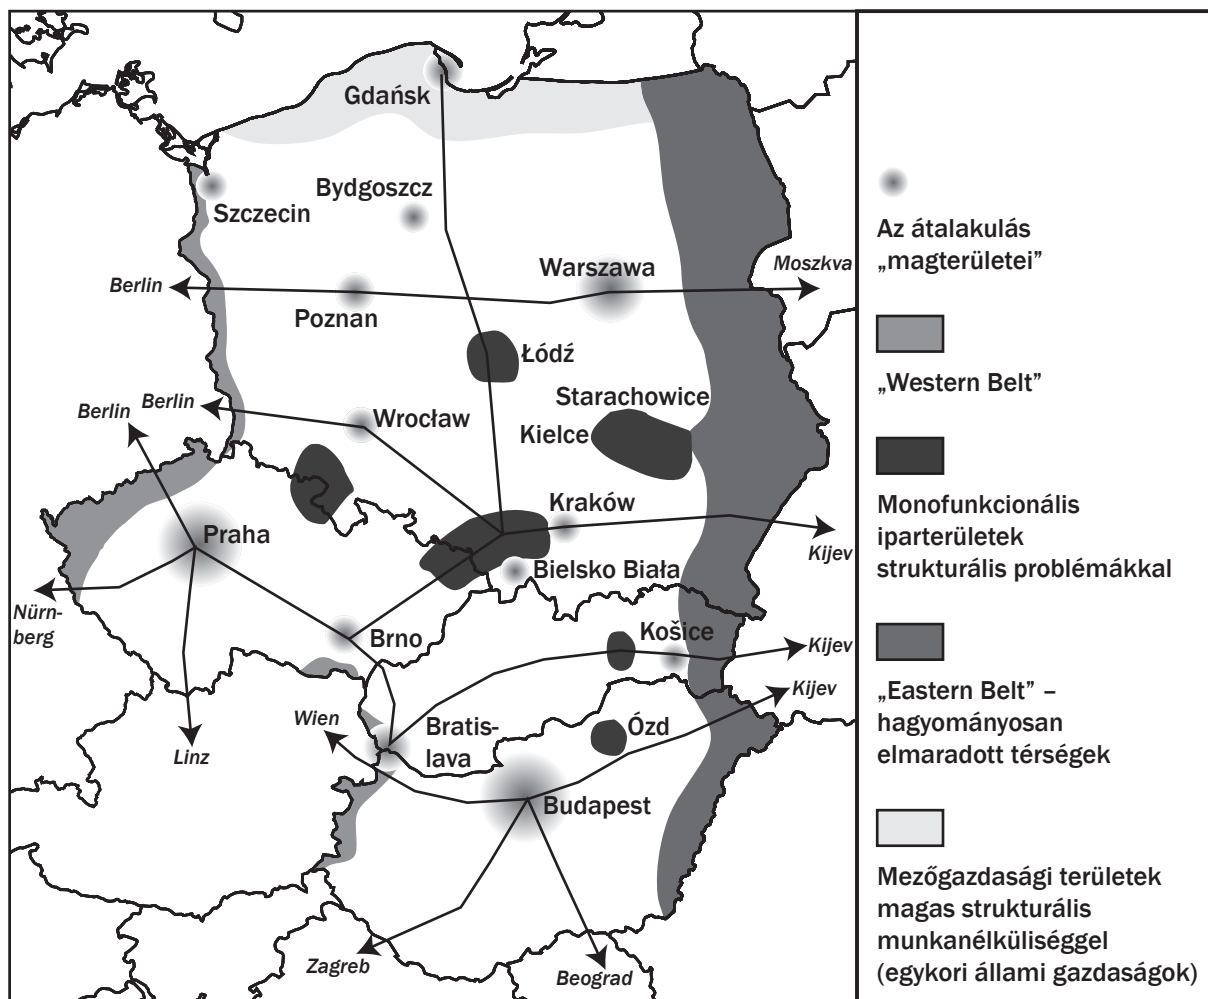 Gdańsk
Bydgoszcz
Szczecin
Warszawa
Moszkva
Berlin
Poznan
Łódź
Starachowice
Berlin
Berlin
Wrocław
Kielce
Kraków
Praha
Kijev
Bielsko Biała
Nürn-
berg
Brno
Košice
Kijev
Kijev
Wien
Bratis-
lava
Ózd
Linz
Budapest
Zagreb
Beograd
Az átalakulás
„magterületei”
„Western Belt”
Monofunkcionális
iparterületek
strukturális problémákkal
„Eastern Belt” –
hagyományosan
elmaradott térségek
Mezőgazdasági területek
magas strukturális
munkanélküliséggel
(egykori állami gazdaságok)